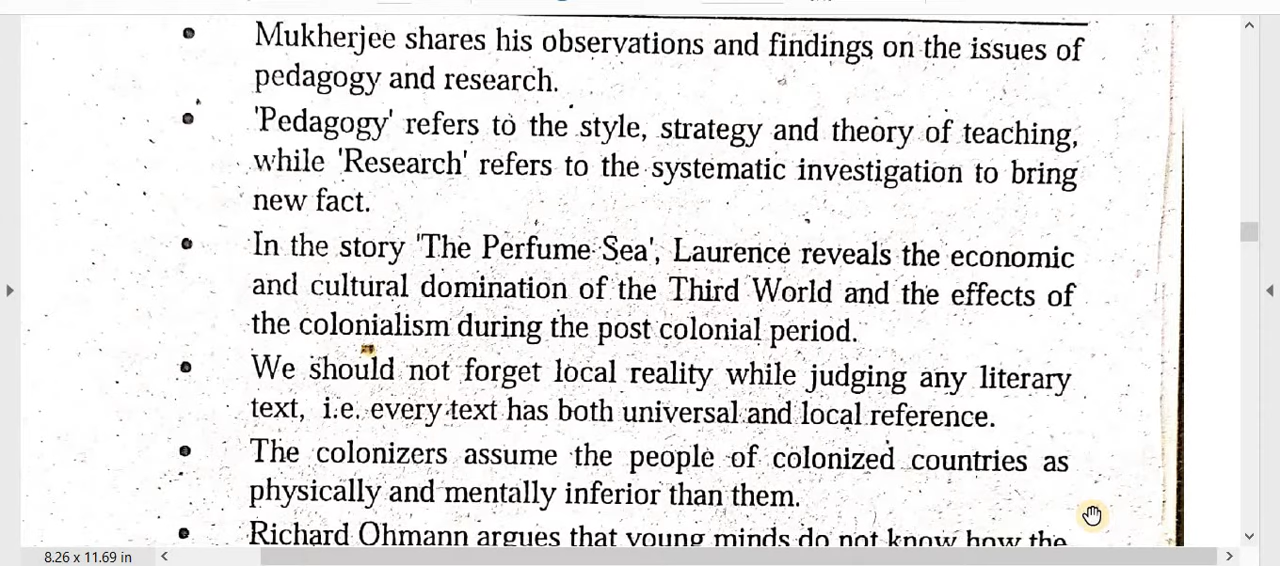 • Mukherjee shares his observations and findings on the issues of
pedagogy and research.
• 'Pedagogy' refers to the style, strategy and theory of teaching,
while 'Research' refers to the systematic investigation to bring
new fact.
• In the story 'The Perfume Sea', Laurence reveals the economic
and cultural domination of the Third World and the effects of
the colonialism during the post colonial period.
• We should not forget local reality while judging any literary
text, i.e. every text has both universal and local reference.
• The colonizers assume the people of colonized countries as
physically and mentally inferior than them.
• Richard Ohmann argues that young minds do not know how the
8.26 x 11.69 in